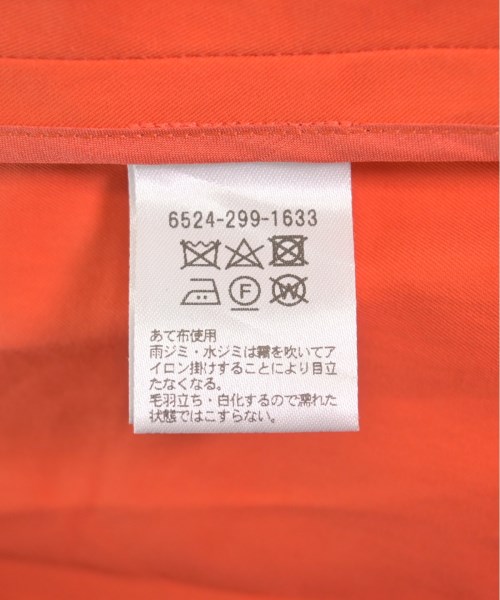 6524-299-1633
F
W
あて布使用
雨ジミ・水ジミは霧を吹いてア
イロン掛けすることにより目立
たなくなる。
毛羽立ち・白化するので濡れた
状態ではこすらない。